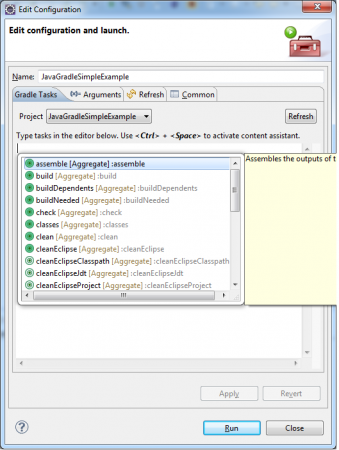 Edit Configuration
Edit configuration and launch.
Name: JavaGradleSimpleExample
Gradle Tasks Arguments Refresh Common
Project JavaGradleSimpleExample Refresh
Type tasks in the editor below. Use <Ctrl> + <Space> to activate content assistant.
assemble [Aggregate] :assemble
Assembles the outputs of t
build [Aggregate] :build
buildDependents [Aggregate] :buildDependents
buildNeeded [Aggregate] :buildNeeded
check [Aggregate] :check
classes [Aggregate] :classes
clean [Aggregate] :clean
cleanEclipse [Aggregate] :cleanEclipse
cleanEclipseClasspath [Aggregate] :cleanEclipseClasspath
cleanEclipseJdt [Aggregate] :cleanEclipseJdt
cleanEclipseProject [Aggregate] :cleanEclipseProject
Apply Revert
? Run Close